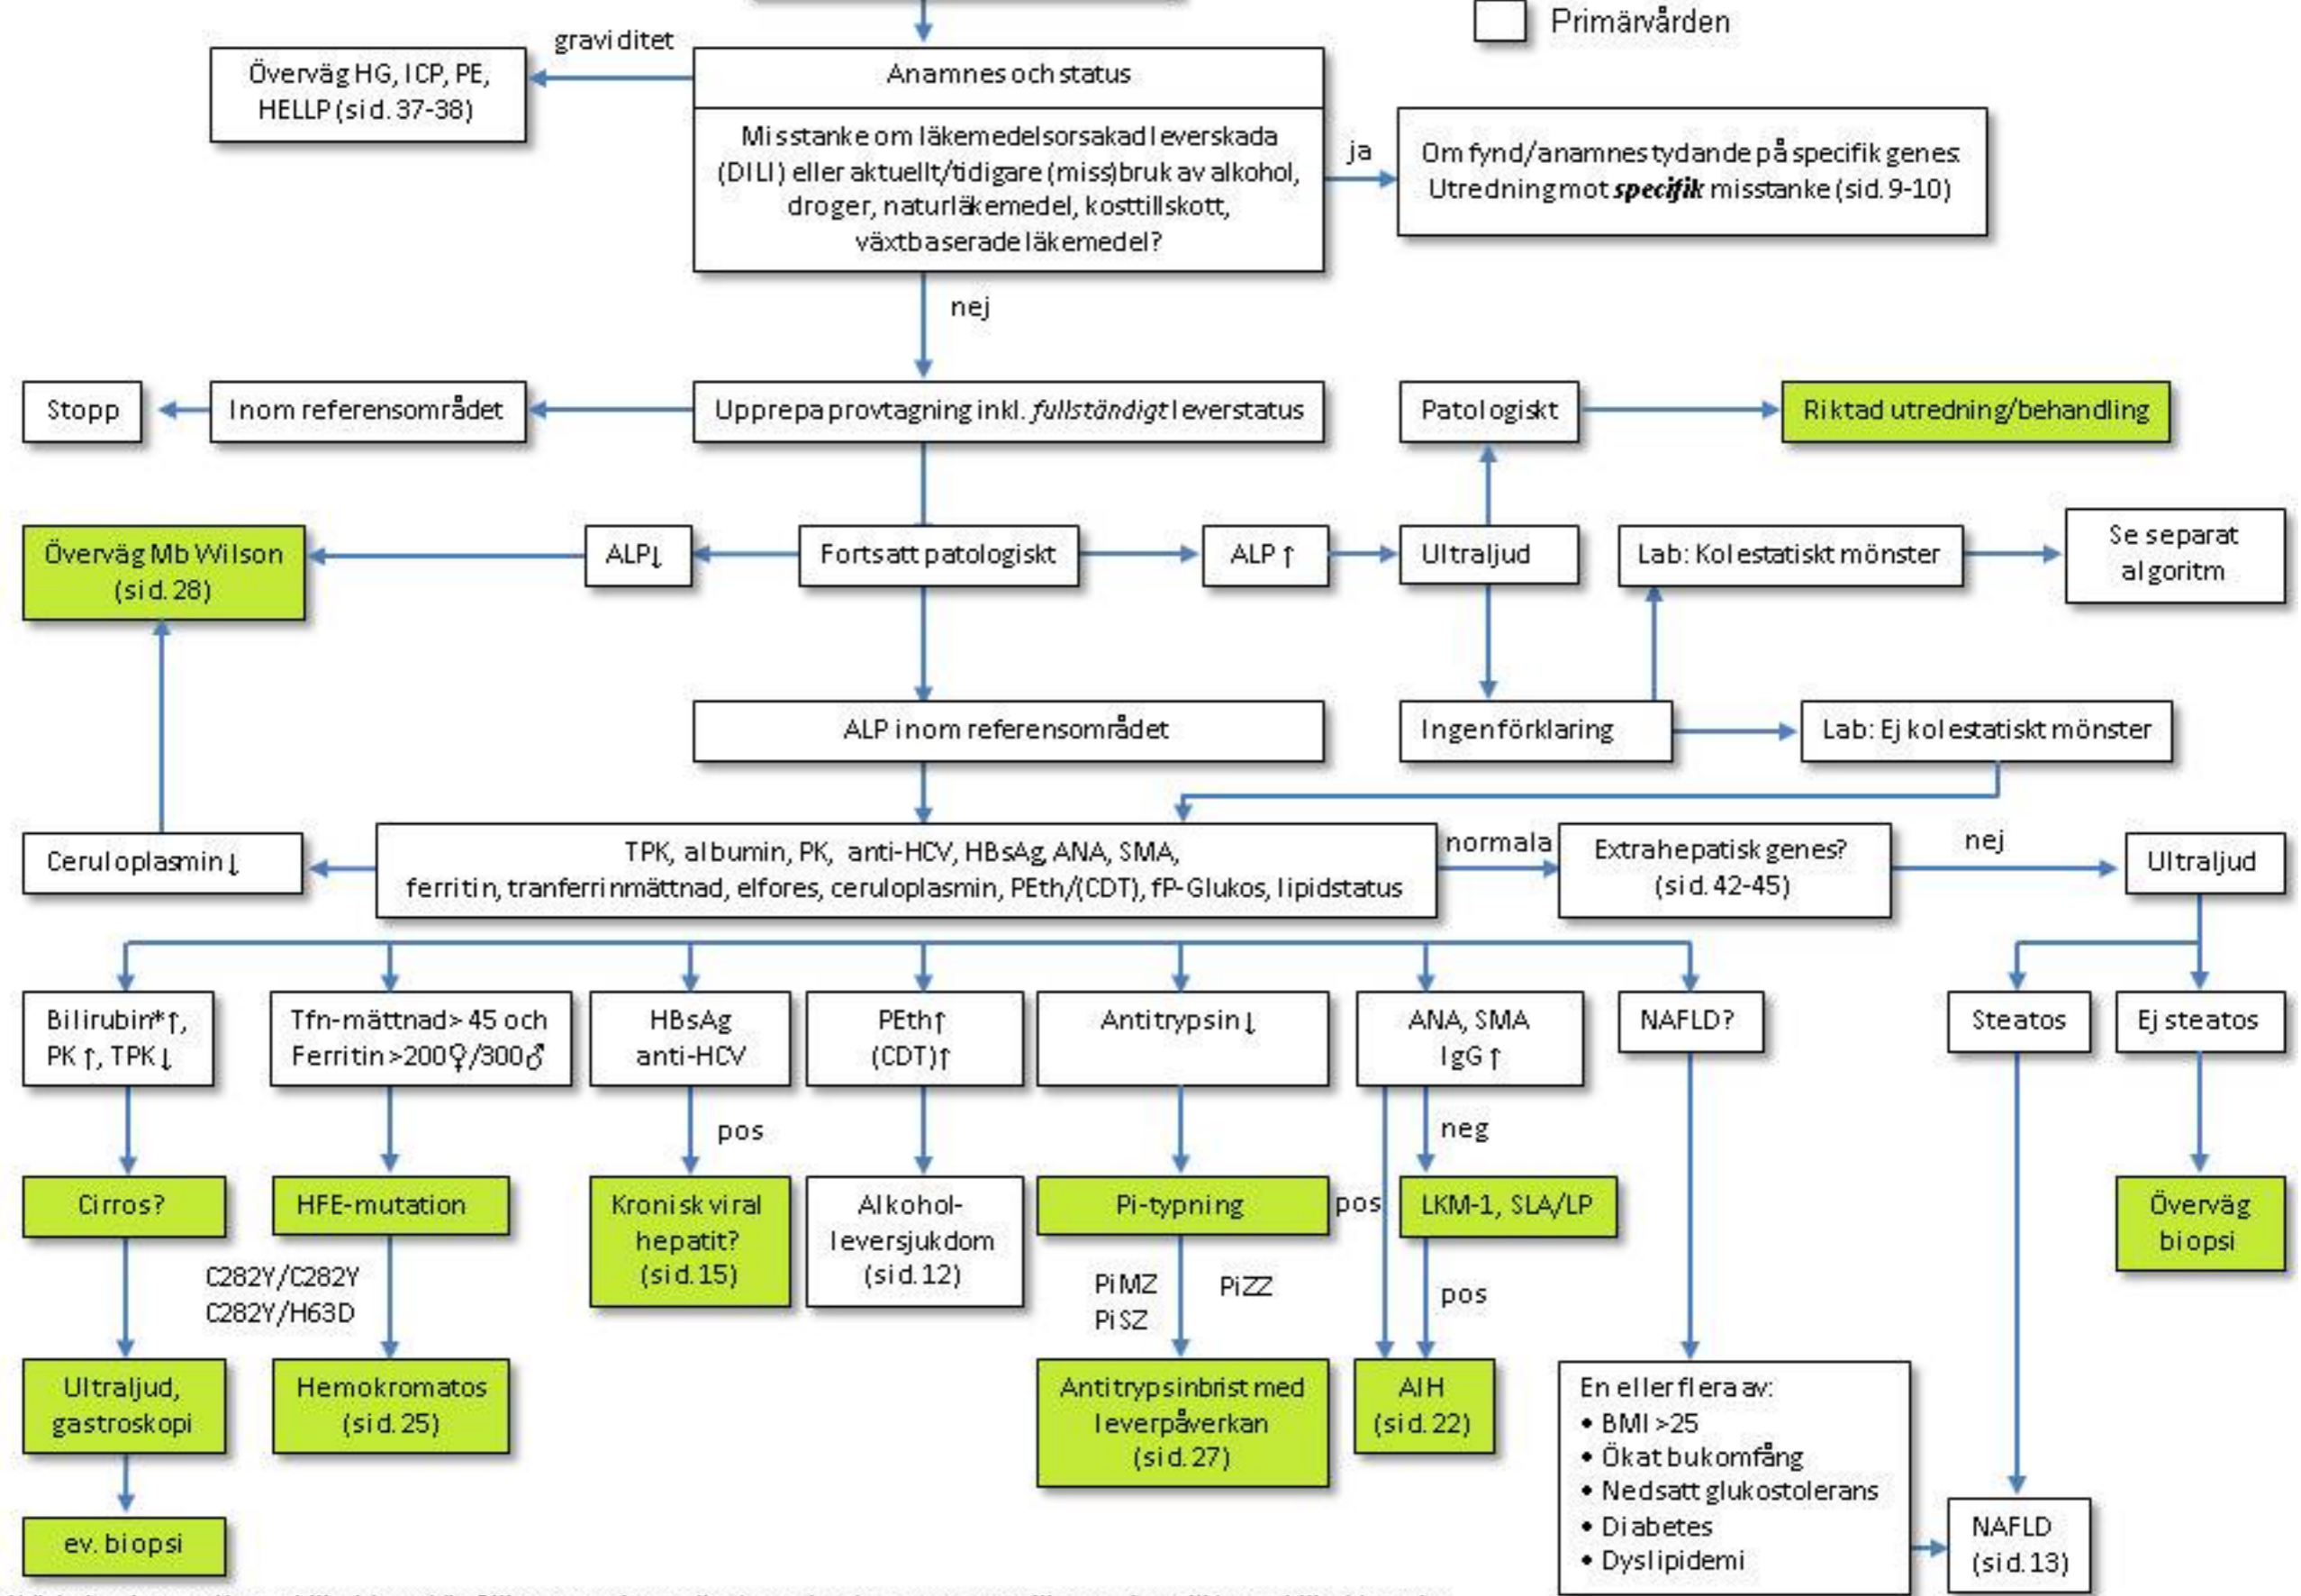 Primärvården
graviditet
Överväg HG, ICP, PE,
HELLP (sid. 37-38)
Anamnes och status
Misstanke om läkemedelsorsakad leverskada
(DILI) eller aktuellt/tidigare (miss)bruk av alkohol,
droger, naturläkemedel, kosttillskott,
växtbaserade läkemedel?
ja
Om fynd/anamnes tydande på specifik genes:
Utredning mot specifik misstanke (sid. 9-10)
nej
Stopp
Inom referensområdet
Upprepa provtagning inkl. fullständigt leverstatus
Patologiskt
Riktad utredning/behandling
Överväg Mb Wilson
(sid. 28)
ALP↓
Fortsatt patologiskt
ALP ↑
Ultraljud
Lab: Kolestatiskt mönster
Se separat
algoritm
ALP inom referensområdet
Ingen förklaring
Lab: Ej kolestatiskt mönster
Ceruloplasmin↓
TPK, albumin, PK, anti-HCV, HBsAg, ANA, SMA,
ferritin, tranferrinmättnad, elfores, ceruloplasmin, PEth/(CDT), fP-Glukos, lipidstatus
normala
Extrahepatisk genes?
(sid. 42-45)
nej
Ultraljud
Bilirubin*↑,
PK ↑, TPK↓
Tfn-mättnad> 45 och
Ferritin >200♀/300♂
HBsAg
anti-HCV
PEth↑
(CDT)↑
Antitrypsin↓
ANA, SMA
IgG ↑
NAFLD?
Steatos
Ej steatos
pos
neg
Cirros?
HFE-mutation
Kronisk viral
hepatit?
(sid. 15)
Alkohol-
leversjukdom
(sid. 12)
Pi-typning
pos
LKM-1, SLA/LP
Överväg
biopsi
C282Y/C282Y
C282Y/H63D
PiMZ
PiSZ
PiZZ
pos
Ultraljud,
gastroskopi
Hemokromatos
(sid. 25)
Antitrypsinbrist med
leverpåverkan
(sid. 27)
AIH
(sid. 22)
En eller flera av:
• BMI >25
• Ökat bukomfång
• Nedsatt glukostolerans
• Diabetes
• Dyslipidemi
NAFLD
(sid. 13)
ev. biopsi